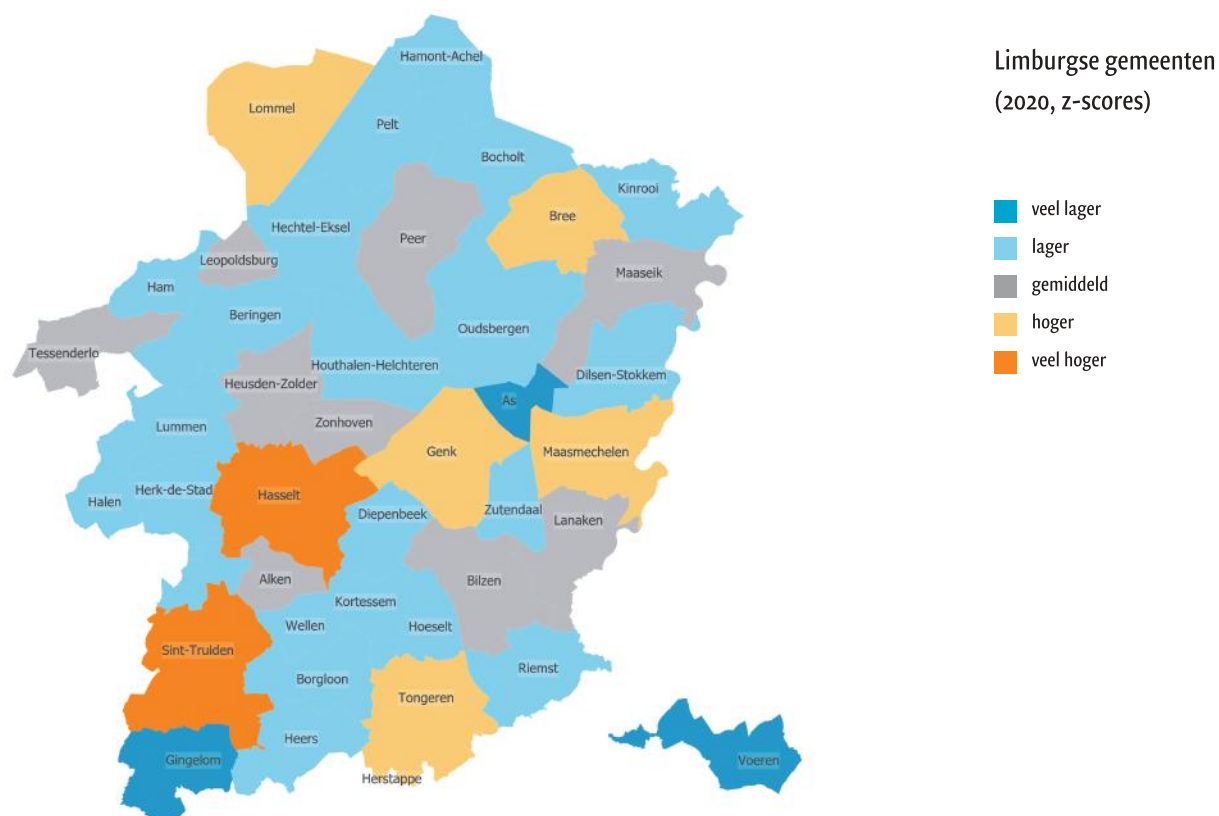 Limburgse gemeenten
(2020, z-scores)
veel lager
lager
gemiddeld
hoger
veel hoger
Hamont-Achel
Lommel
Pelt
Bocholt
Kinrooi
Bree
Hechtel-Eksel
Peer
Leopoldsburg
Maaseik
Ham
Beringen
Oudsbergen
Tessenderlo
Houthalen-Helchteren
Dilsen-Stokkem
Heusden-Zolder
As
Zonhoven
Lummen
Genk
Maasmechelen
Herk-de-Stad
Hasselt
Halen
Diepenbeek
Zutendaal
Lanaken
Alken
Bilzen
Kortessem
Wellen
Hoeselt
Sint-Truiden
Riemst
Borgloon
Tongeren
Heers
Gingelom
Voeren
Herstappe